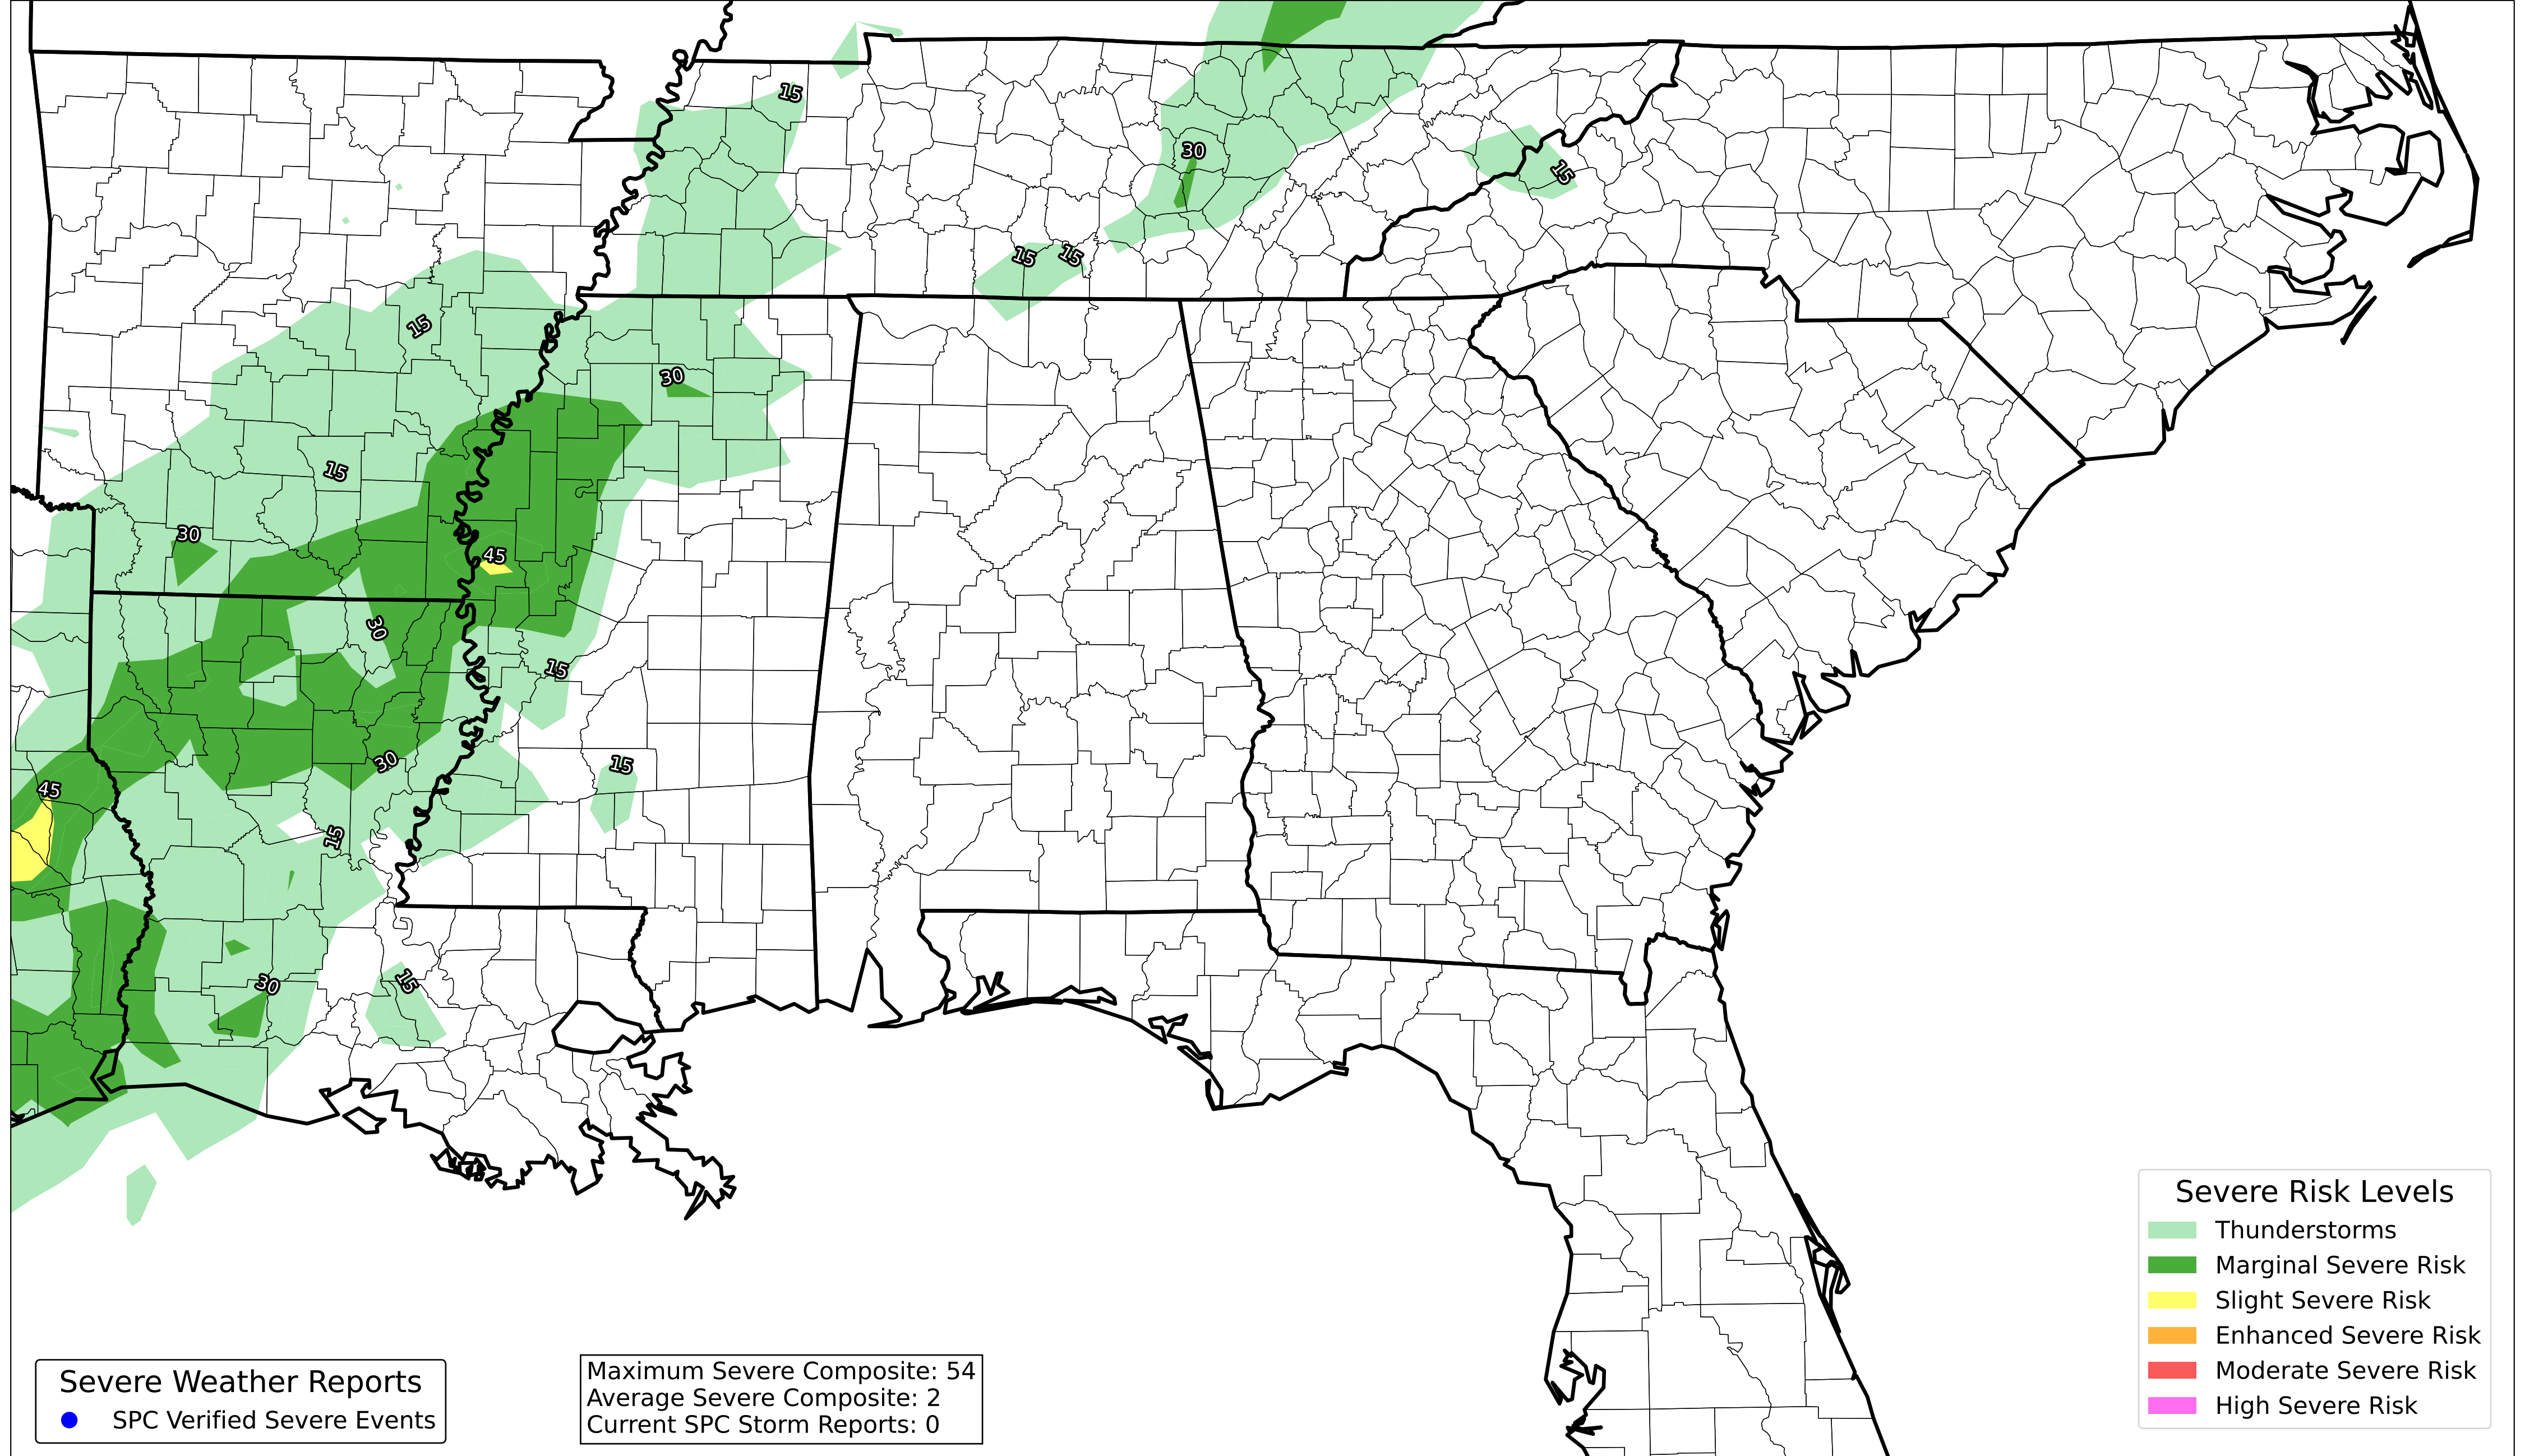 15
30
15
15
15
15
30
15
30
45
30
15
30
15
45
15
30
15
Severe Risk Levels
Thunderstorms
Marginal Severe Risk
Slight Severe Risk
Enhanced Severe Risk
Moderate Severe Risk
High Severe Risk
Severe Weather Reports
SPC Verified Severe Events
Maximum Severe Composite: 54
Average Severe Composite: 2
Current SPC Storm Reports: 0